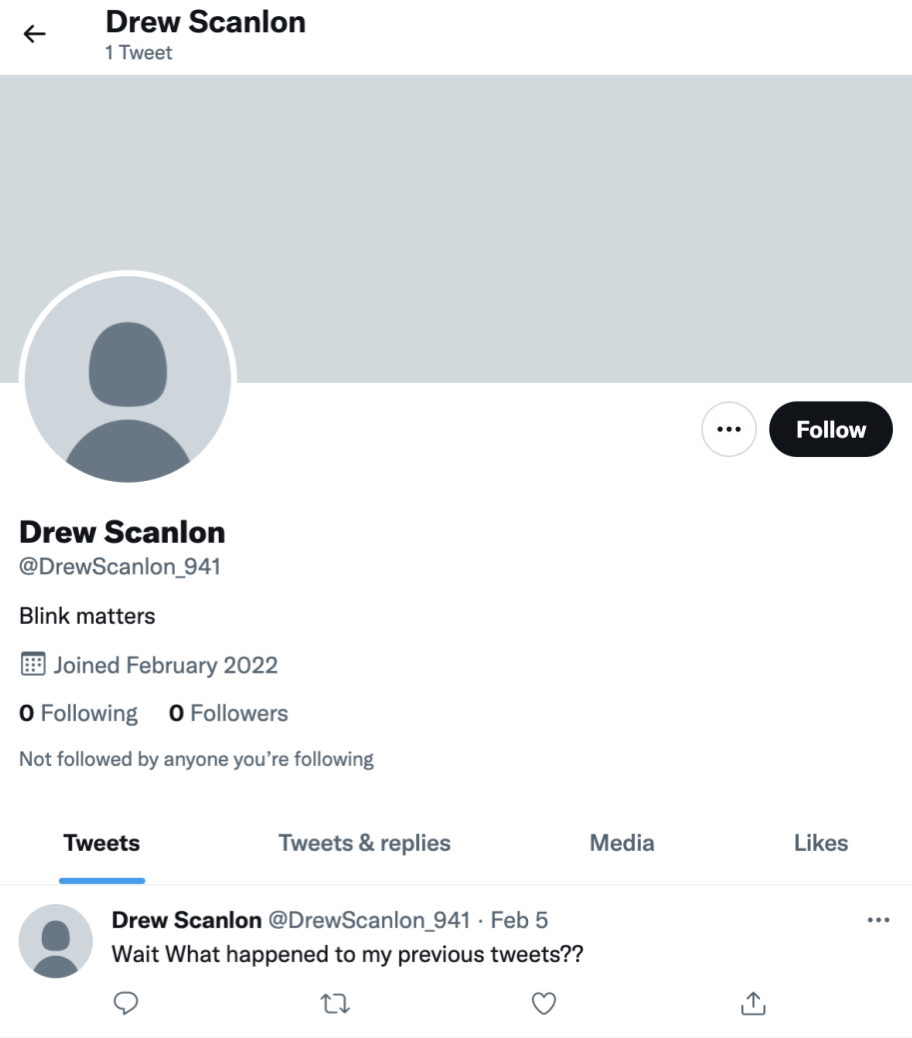 Drew Scanlon
1 Tweet
Follow
Drew Scanlon
@DrewScanlon_941
Blink matters
Joined February 2022
0 Following 0 Followers
Not followed by anyone you’re following
Tweets Tweets & replies Media Likes
Drew Scanlon @DrewScanlon_941 · Feb 5
Wait What happened to my previous tweets??